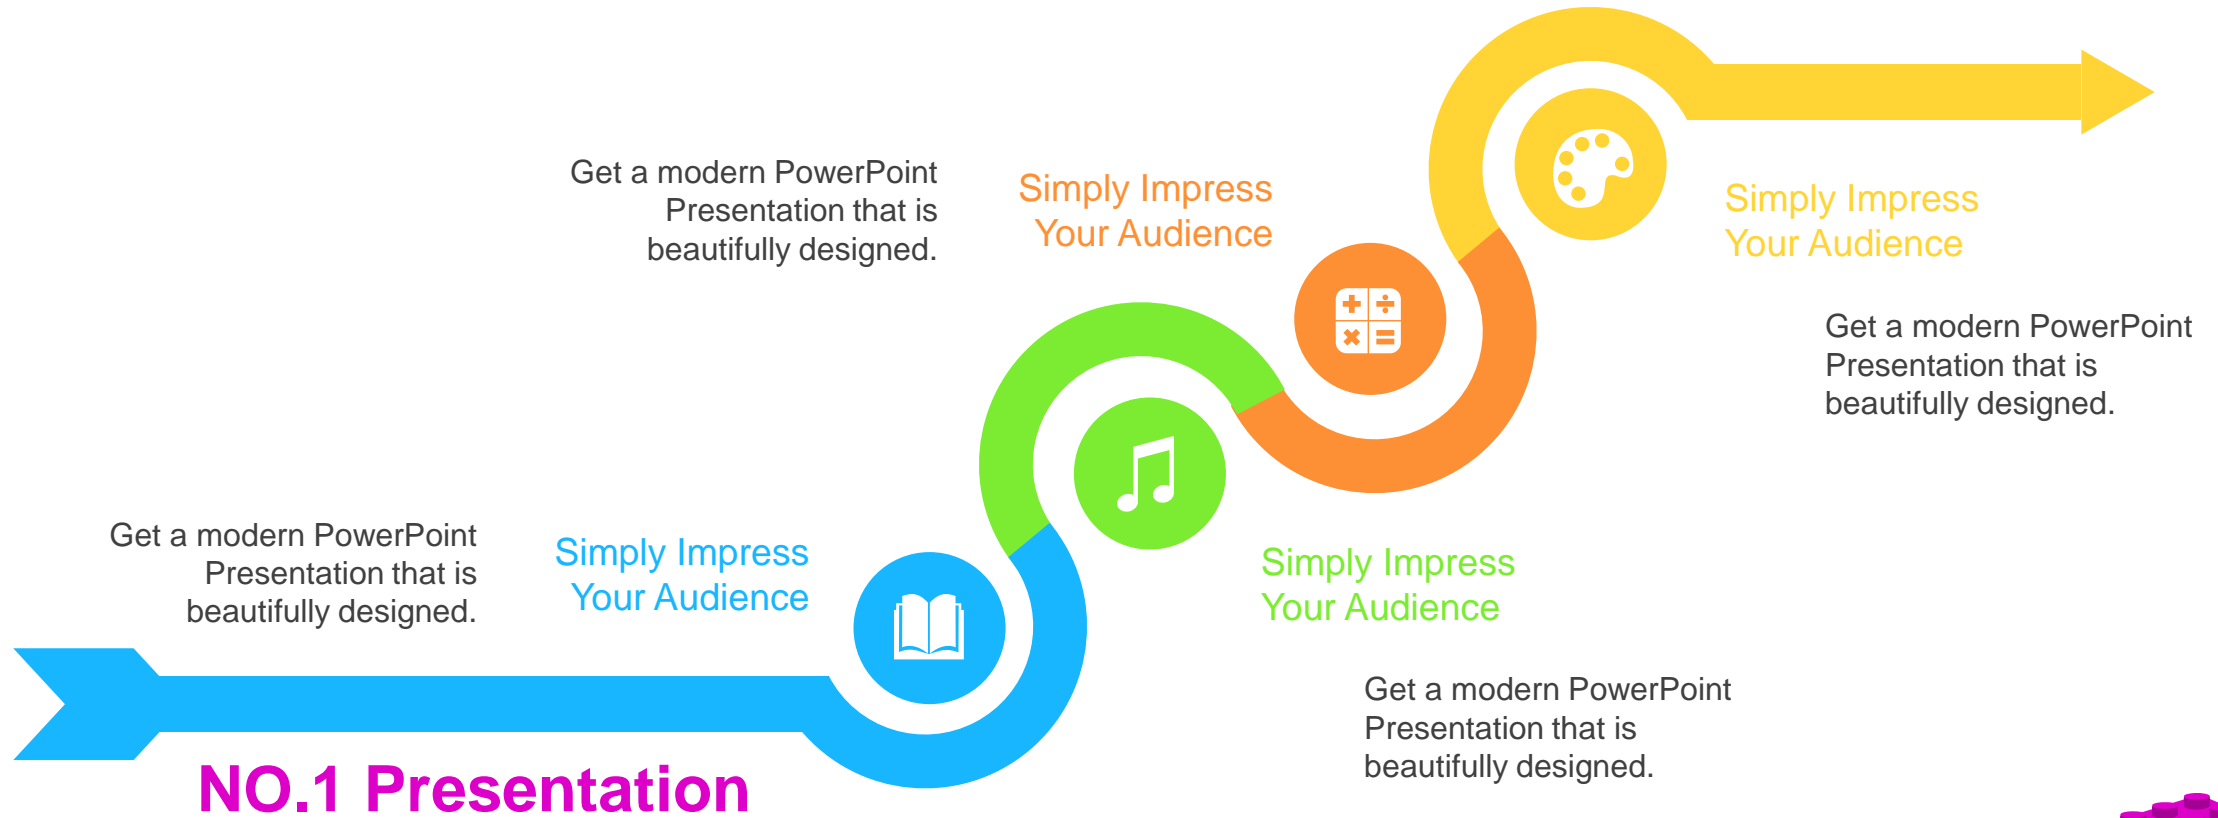 Get a modern PowerPoint
Presentation that is
beautifully designed.
Simply Impress
Your Audience
Simply Impress
Your Audience
Get a modern PowerPoint
Presentation that is
beautifully designed.
Get a modern PowerPoint
Presentation that is
beautifully designed.
Simply Impress
Your Audience
Simply Impress
Your Audience
Get a modern PowerPoint
Presentation that is
beautifully designed.
NO.1 Presentation